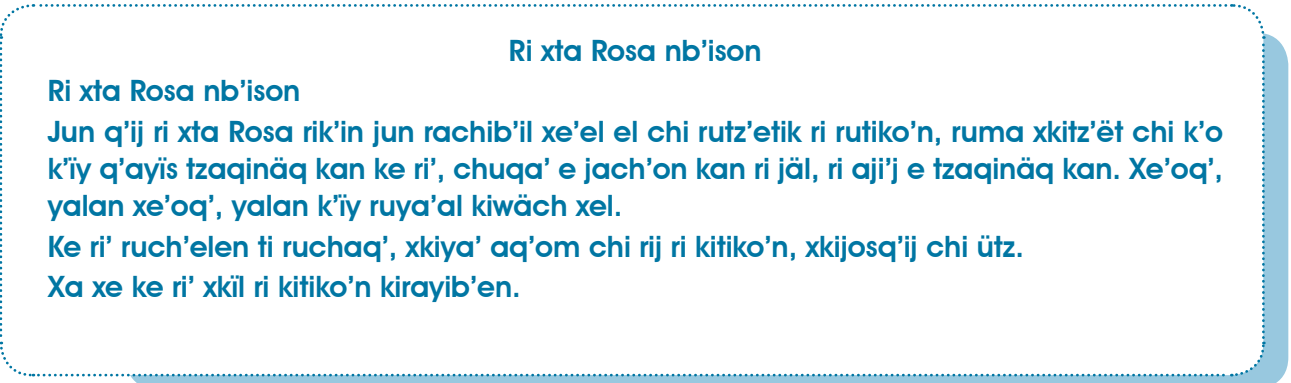 Ri xta Rosa nb’ison
Ri xta Rosa nb’ison
Jun q’ij ri xta Rosa rik’in jun rachib’il xe’el el chi rutz’etik ri rutiko’n, ruma xkitz’ët chi k’o
k’ïy q’ayïs tzaqinäq kan ke ri’, chuqa’ e jach’on kan ri jäl, ri aji’j e tzaqinäq kan. Xe’oq’,
yalan xe’oq’, yalan k’ïy ruya’al kiwäch xel.
Ke ri’ ruch’elen ti ruchaq’, xkiya’ aq’om chi rij ri kitiko’n, xkijosq’ij chi ütz.
Xa xe ke ri’ xkïl ri kitiko’n kirayib’en.